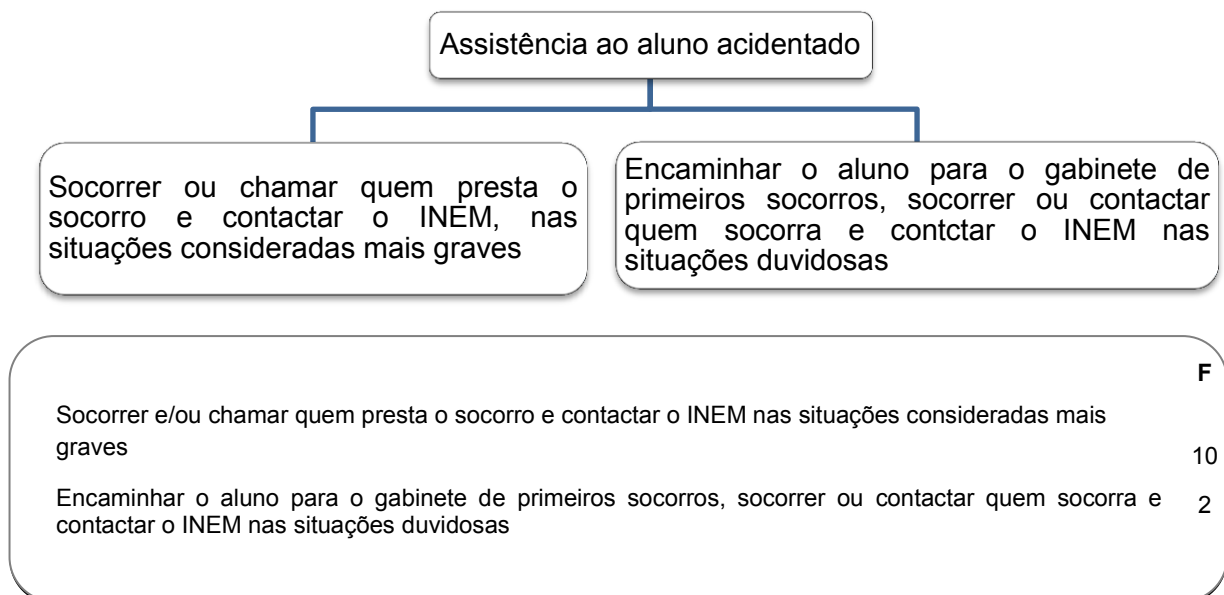 Assistência ao aluno acidentado
Socorrer ou chamar quem presta o
socorro e contactar o INEM, nas
situações consideradas mais graves
Encaminhar o aluno para o gabinete de
primeiros socorros, socorrer ou contactar
quem socorra e contctar o INEM nas
situações duvidosas
F
Socorrer e/ou chamar quem presta o socorro e contactar o INEM nas situações consideradas mais
graves
10
Encaminhar o aluno para o gabinete de primeiros socorros, socorrer ou contactar quem socorra e
2
contactar o INEM nas situações duvidosas